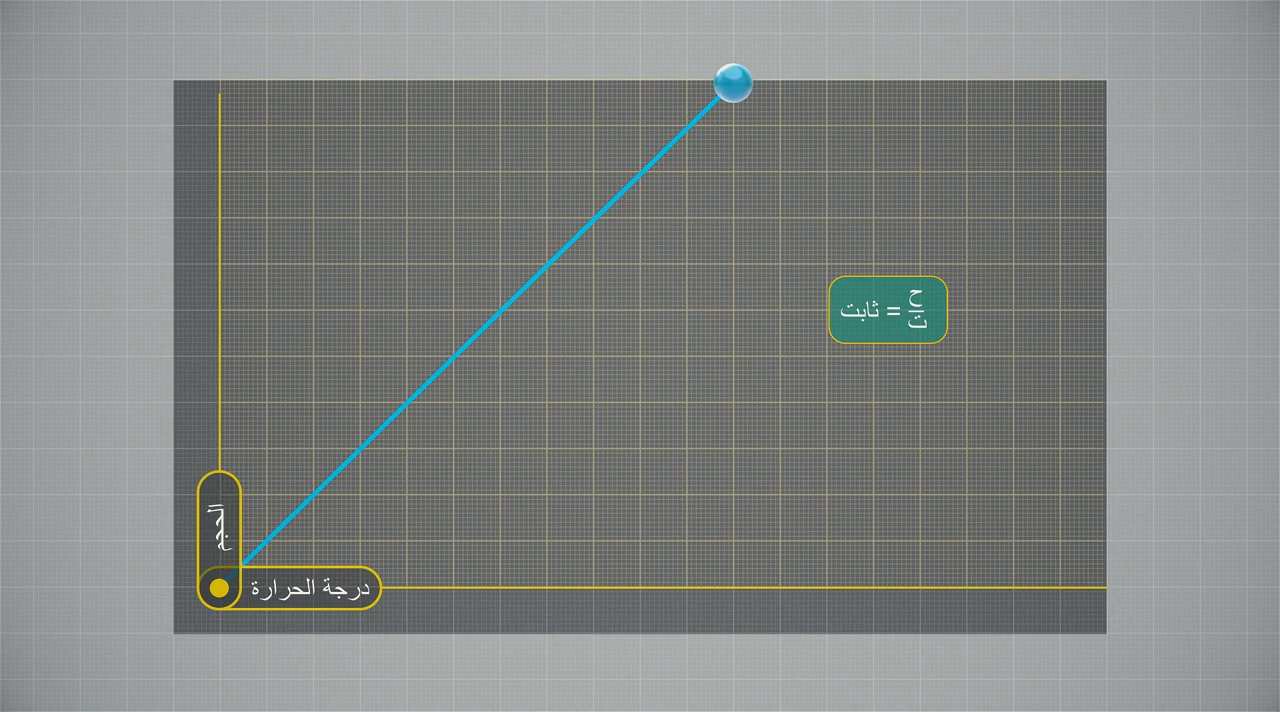 ح
ت
= ثابت
الحجم
درجة الحرارة